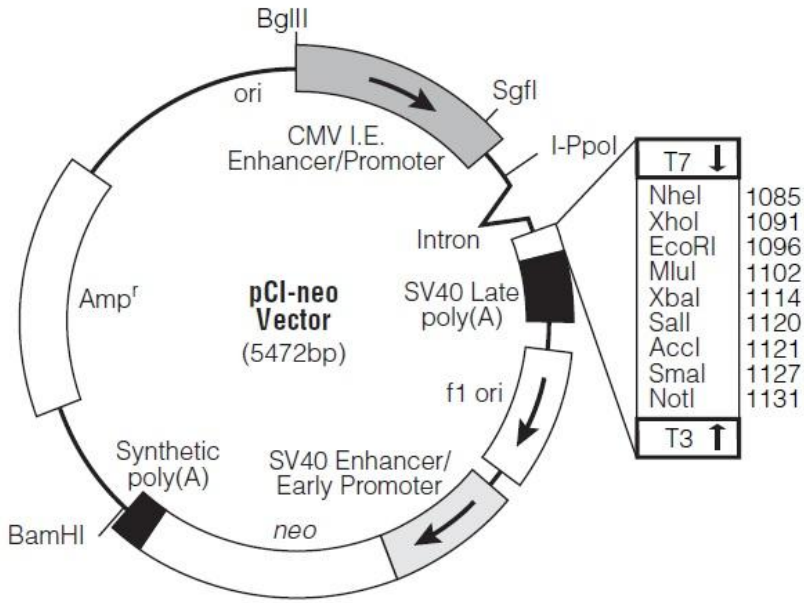 BglII
ori
SgfI
CMV I.E.
Enhancer/Promoter
I-PpoI
Intron
T7
NheI 1085
XhoI 1091
EcoRI 1096
MluI 1102
XbaI 1114
SalI 1120
AccI 1121
SmaI 1127
NotI 1131
T3
Ampr
pCI-neo
Vector
(5472bp)
SV40 Late
poly(A)
f1 ori
Synthetic
poly(A)
SV40 Enhancer/
Early Promoter
BamHI
neo